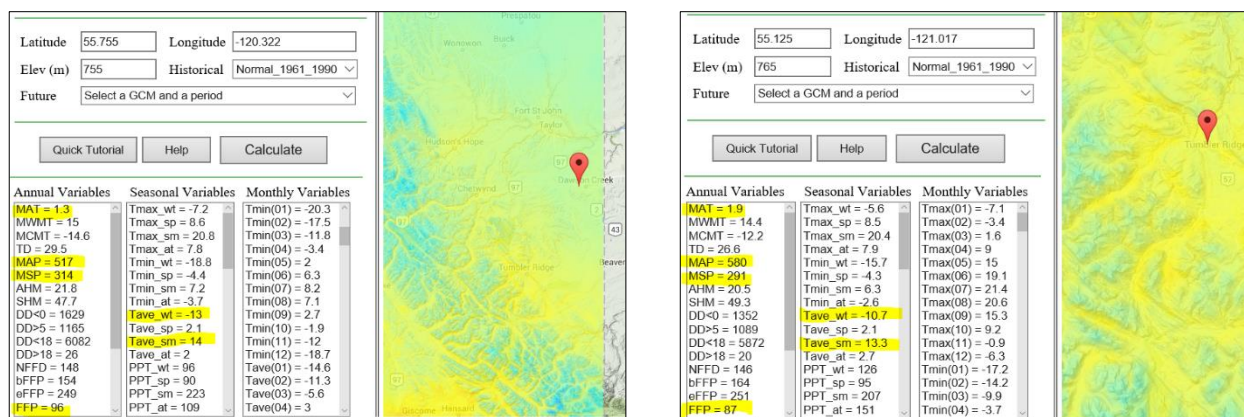 Latitude 55.755 Longitude -120.322
Elev (m) 755 Historical Normal_1961_1990
Future Select a GCM and a period
Quick Tutorial Help Calculate
Annual Variables Seasonal Variables Monthly Variables
MAT = 1.3 Tmax_wt = -7.2 Tmin(01) = -20.3
MWMT = 15 Tmax_sp = 8.6 Tmin(02) = -17.5
MCMT = -14.6 Tmax_sm = 20.8 Tmin(03) = -11.8
TD = 29.5 Tmax_at = 7.8 Tmin(04) = -3.4
MAP = 517 Tmin_wt = -18.8 Tmin(05) = 2
MSP = 314 Tmin_sp = -4.4 Tmin(06) = 6.3
AHM = 21.8 Tmin_sm = 7.2 Tmin(07) = 8.2
SHM = 47.7 Tmin_at = -3.7 Tmin(08) = 7.1
DD<0 = 1629 Tave_wt = -13 Tmin(09) = 2.7
DD>5 = 1165 Tave_sp = 2.1 Tmin(10) = -1.9
DD<18 = 6082 Tave_sm = 14 Tmin(11) = -12
DD>18 = 26 Tave_at = 2 Tmin(12) = -18.7
NFFD = 148 PPT_wt = 96 Tave(01) = -14.6
bFFP = 154 PPT_sp = 90 Tave(02) = -11.3
eFFP = 249 PPT_sm = 223 Tave(03) = -5.6
FFP = 96 PPT_at = 109 Tave(04) = 3
Prespatou
Wonowon Buick
Fort St John
Taylor
Hudson's Hope
97
Dawson Creek
Chetwynd 97
2
43
Tumbler Ridge
Beaver
97
Giscome Hansard
Latitude 55.125 Longitude -121.017
Elev (m) 765 Historical Normal_1961_1990
Future Select a GCM and a period
Quick Tutorial Help Calculate
Annual Variables Seasonal Variables Monthly Variables
MAT = 1.9 Tmax_wt = -5.6 Tmax(01) = -7.1
MWMT = 14.4 Tmax_sp = 8.5 Tmax(02) = -3.4
MCMT = -12.2 Tmax_sm = 20.4 Tmax(03) = 1.6
TD = 26.6 Tmax_at = 7.9 Tmax(04) = 9
MAP = 580 Tmin_wt = -15.7 Tmax(05) = 15
MSP = 291 Tmin_sp = -4.3 Tmax(06) = 19.1
AHM = 20.5 Tmin_sm = 6.3 Tmax(07) = 21.4
SHM = 49.3 Tmin_at = -2.6 Tmax(08) = 20.6
DD<0 = 1352 Tave_wt = -10.7 Tmax(09) = 15.3
DD>5 = 1089 Tave_sp = 2.1 Tmax(10) = 9.2
DD<18 = 5872 Tave_sm = 13.3 Tmax(11) = -0.9
DD>18 = 20 Tave_at = 2.7 Tmax(12) = -6.3
NFFD = 146 PPT_wt = 126 Tmin(01) = -17.2
bFFP = 164 PPT_sp = 95 Tmin(02) = -14.2
eFFP = 251 PPT_sm = 207 Tmin(03) = -9.9
FFP = 87 PPT_at = 151 Tmin(04) = -3.7
Tumbler Ridge
52